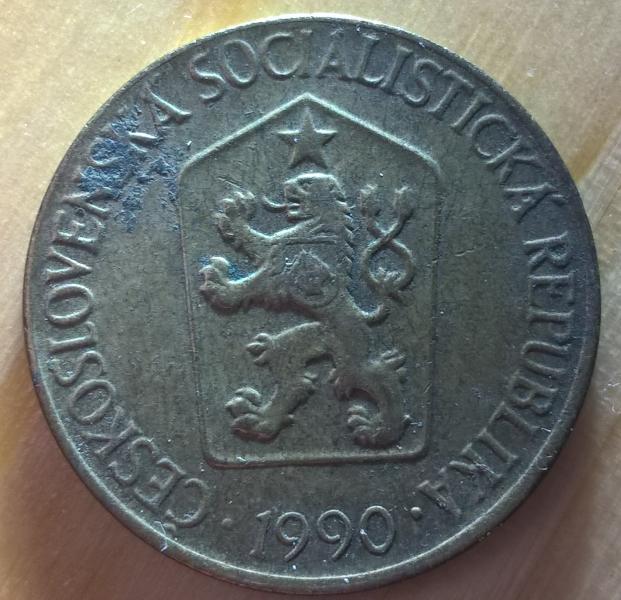 ČESKOSLOVENSKÁ SOCIALISTICKÁ REPUBLIKA
· 1990 ·